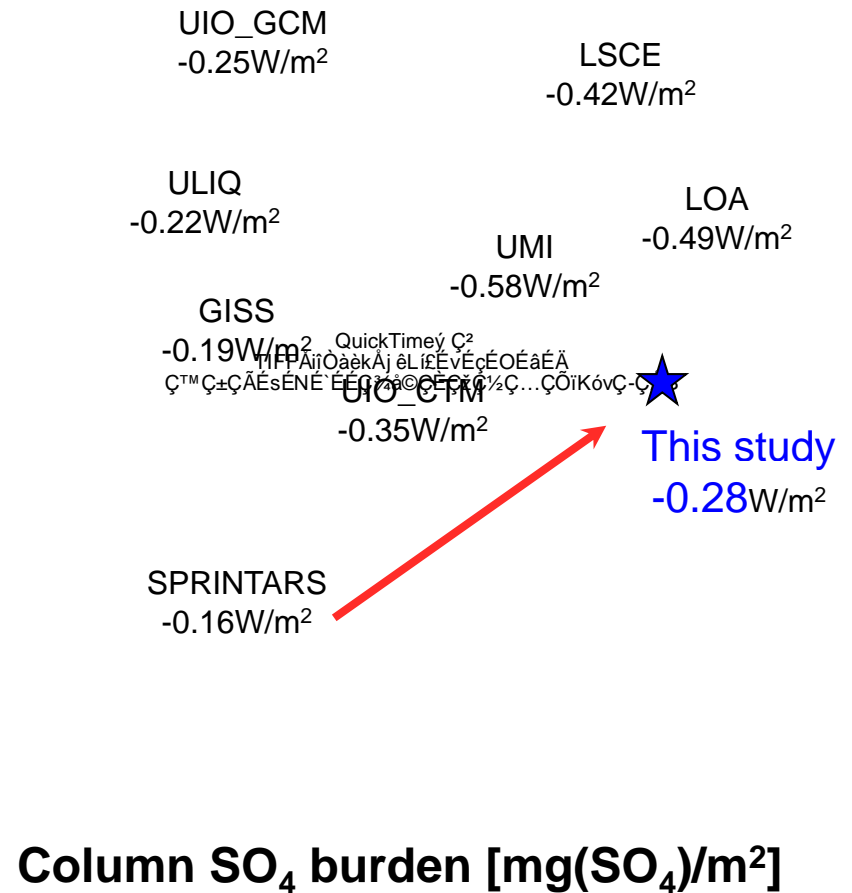 UIO_GCM
-0.25W/m²
LSCE
-0.42W/m²
ULIQ
-0.22W/m²
LOA
-0.49W/m²
UMI
-0.58W/m²
GISS
-0.19W/m²
QuickTimeý Ç²
UIO_CTM
-0.35W/m²
This study
-0.28W/m²
SPRINTARS
-0.16W/m²
Column SO₄ burden [mg(SO₄)/m²]